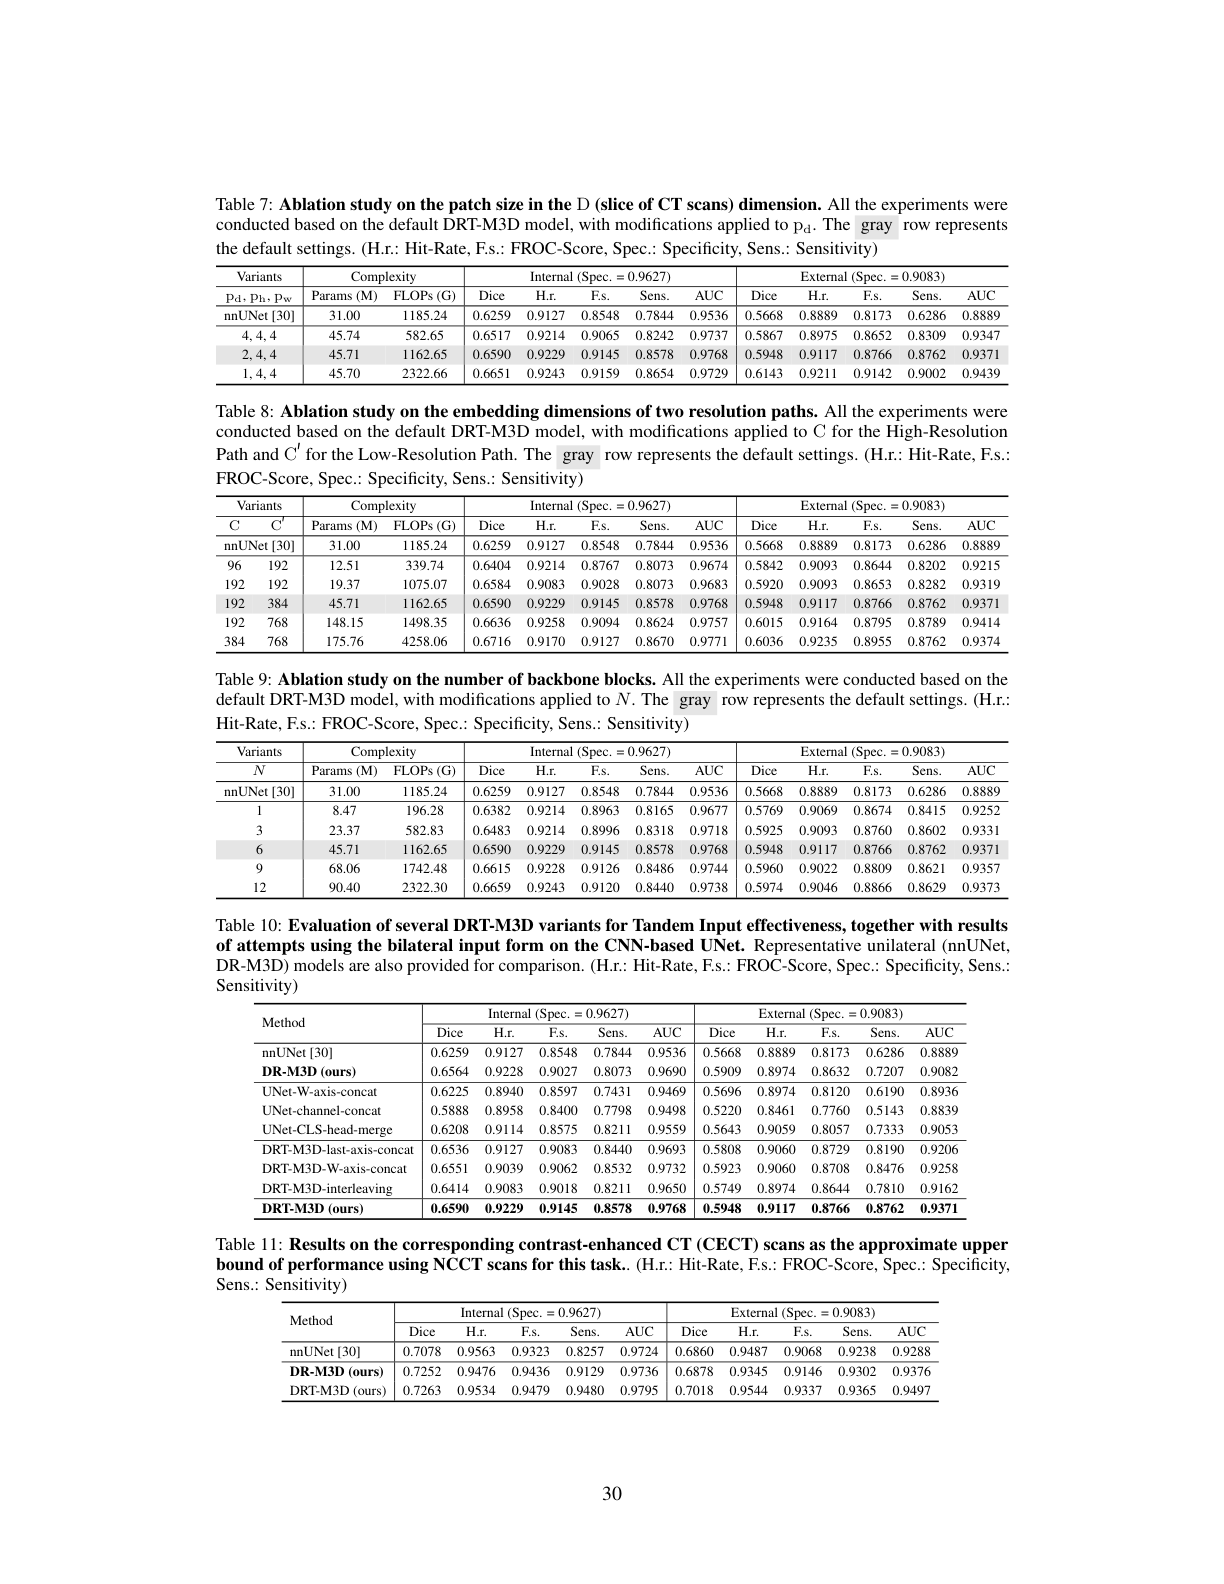 Table 7: Ablation study on the patch size in the D (slice of CT scans) dimension. All the experiments were
conducted based on the default DRT-M3D model, with modifications applied to p_d. The gray row represents
the default settings. (H.r.: Hit-Rate, F.s.: FROC-Score, Spec.: Specificity, Sens.: Sensitivity)
Variants Complexity Internal (Spec. = 0.9627) External (Spec. = 0.9083)
p_d, p_h, p_w Params (M) FLOPs (G) Dice H.r. F.s. Sens. AUC Dice H.r. F.s. Sens. AUC
nnUNet [30] 31.00 1185.24 0.6259 0.9127 0.8548 0.7844 0.9536 0.5668 0.8889 0.8173 0.6286 0.8889
4, 4, 4 45.74 582.65 0.6517 0.9214 0.9065 0.8242 0.9737 0.5867 0.8975 0.8652 0.8309 0.9347
2, 4, 4 45.71 1162.65 0.6590 0.9229 0.9145 0.8578 0.9768 0.5948 0.9117 0.8766 0.8762 0.9371
1, 4, 4 45.70 2322.66 0.6651 0.9243 0.9159 0.8654 0.9729 0.6143 0.9211 0.9142 0.9002 0.9439
Table 8: Ablation study on the embedding dimensions of two resolution paths. All the experiments were
conducted based on the default DRT-M3D model, with modifications applied to C for the High-Resolution
Path and C′ for the Low-Resolution Path. The gray row represents the default settings. (H.r.: Hit-Rate, F.s.:
FROC-Score, Spec.: Specificity, Sens.: Sensitivity)
Variants Complexity Internal (Spec. = 0.9627) External (Spec. = 0.9083)
C C′ Params (M) FLOPs (G) Dice H.r. F.s. Sens. AUC Dice H.r. F.s. Sens. AUC
nnUNet [30] 31.00 1185.24 0.6259 0.9127 0.8548 0.7844 0.9536 0.5668 0.8889 0.8173 0.6286 0.8889
96 192 12.51 339.74 0.6404 0.9214 0.8767 0.8073 0.9674 0.5842 0.9093 0.8644 0.8202 0.9215
192 192 19.37 1075.07 0.6584 0.9083 0.9028 0.8073 0.9683 0.5920 0.9093 0.8653 0.8282 0.9319
192 384 45.71 1162.65 0.6590 0.9229 0.9145 0.8578 0.9768 0.5948 0.9117 0.8766 0.8762 0.9371
192 768 148.15 1498.35 0.6636 0.9258 0.9094 0.8624 0.9757 0.6015 0.9164 0.8795 0.8789 0.9414
384 768 175.76 4258.06 0.6716 0.9170 0.9127 0.8670 0.9771 0.6036 0.9235 0.8955 0.8762 0.9374
Table 9: Ablation study on the number of backbone blocks. All the experiments were conducted based on the
default DRT-M3D model, with modifications applied to N. The gray row represents the default settings. (H.r.:
Hit-Rate, F.s.: FROC-Score, Spec.: Specificity, Sens.: Sensitivity)
Variants Complexity Internal (Spec. = 0.9627) External (Spec. = 0.9083)
N Params (M) FLOPs (G) Dice H.r. F.s. Sens. AUC Dice H.r. F.s. Sens. AUC
nnUNet [30] 31.00 1185.24 0.6259 0.9127 0.8548 0.7844 0.9536 0.5668 0.8889 0.8173 0.6286 0.8889
1 8.47 196.28 0.6382 0.9214 0.8963 0.8165 0.9677 0.5769 0.9069 0.8674 0.8415 0.9252
3 23.37 582.83 0.6483 0.9214 0.8996 0.8318 0.9718 0.5925 0.9093 0.8760 0.8602 0.9331
6 45.71 1162.65 0.6590 0.9229 0.9145 0.8578 0.9768 0.5948 0.9117 0.8766 0.8762 0.9371
9 68.06 1742.48 0.6615 0.9228 0.9126 0.8486 0.9744 0.5960 0.9022 0.8809 0.8621 0.9357
12 90.40 2322.30 0.6659 0.9243 0.9120 0.8440 0.9738 0.5974 0.9046 0.8866 0.8629 0.9373
Table 10: Evaluation of several DRT-M3D variants for Tandem Input effectiveness, together with results
of attempts using the bilateral input form on the CNN-based UNet. Representative unilateral (nnUNet,
DR-M3D) models are also provided for comparison. (H.r.: Hit-Rate, F.s.: FROC-Score, Spec.: Specificity, Sens.:
Sensitivity)
Method Internal (Spec. = 0.9627) External (Spec. = 0.9083)
Dice H.r. F.s. Sens. AUC Dice H.r. F.s. Sens. AUC
nnUNet [30] 0.6259 0.9127 0.8548 0.7844 0.9536 0.5668 0.8889 0.8173 0.6286 0.8889
DR-M3D (ours) 0.6564 0.9228 0.9027 0.8073 0.9690 0.5909 0.8974 0.8632 0.7207 0.9082
UNet-W-axis-concat 0.6225 0.8940 0.8597 0.7431 0.9469 0.5696 0.8974 0.8120 0.6190 0.8936
UNet-channel-concat 0.5888 0.8958 0.8400 0.7798 0.9498 0.5220 0.8461 0.7760 0.5143 0.8839
UNet-CLS-head-merge 0.6208 0.9114 0.8575 0.8211 0.9559 0.5643 0.9059 0.8057 0.7333 0.9053
DRT-M3D-last-axis-concat 0.6536 0.9127 0.9083 0.8440 0.9693 0.5808 0.9060 0.8729 0.8190 0.9206
DRT-M3D-W-axis-concat 0.6551 0.9039 0.9062 0.8532 0.9732 0.5923 0.9060 0.8708 0.8476 0.9258
DRT-M3D-interleaving 0.6414 0.9083 0.9018 0.8211 0.9650 0.5749 0.8974 0.8644 0.7810 0.9162
DRT-M3D (ours) 0.6590 0.9229 0.9145 0.8578 0.9768 0.5948 0.9117 0.8766 0.8762 0.9371
Table 11: Results on the corresponding contrast-enhanced CT (CECT) scans as the approximate upper
bound of performance using NCCT scans for this task.. (H.r.: Hit-Rate, F.s.: FROC-Score, Spec.: Specificity,
Sens.: Sensitivity)
Method Internal (Spec. = 0.9627) External (Spec. = 0.9083)
Dice H.r. F.s. Sens. AUC Dice H.r. F.s. Sens. AUC
nnUNet [30] 0.7078 0.9563 0.9323 0.8257 0.9724 0.6860 0.9487 0.9068 0.9238 0.9288
DR-M3D (ours) 0.7252 0.9476 0.9436 0.9129 0.9736 0.6878 0.9345 0.9146 0.9302 0.9376
DRT-M3D (ours) 0.7263 0.9534 0.9479 0.9480 0.9795 0.7018 0.9544 0.9337 0.9365 0.9497
30